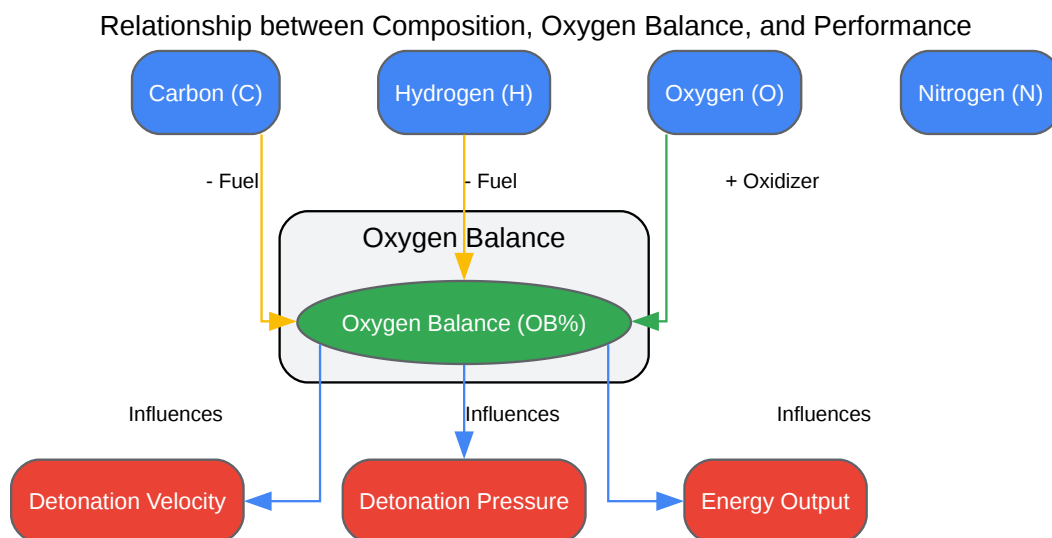 Relationship between Composition, Oxygen Balance, and Performance
Carbon (C)
Hydrogen (H)
Oxygen (O)
Nitrogen (N)
- Fuel
- Fuel
+ Oxidizer
Oxygen Balance
Oxygen Balance (OB%)
Influences
Influences
Influences
Detonation Velocity
Detonation Pressure
Energy Output